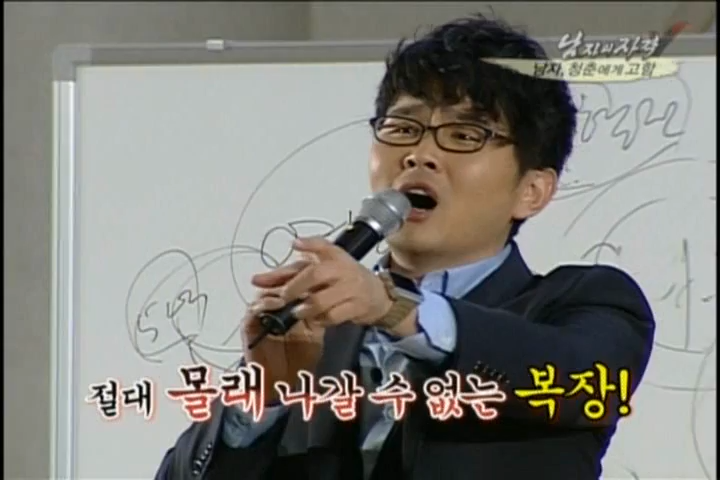 남자의 자격
남자, 청춘에게 고함
절대 몰래 나갈 수 없는 복장!